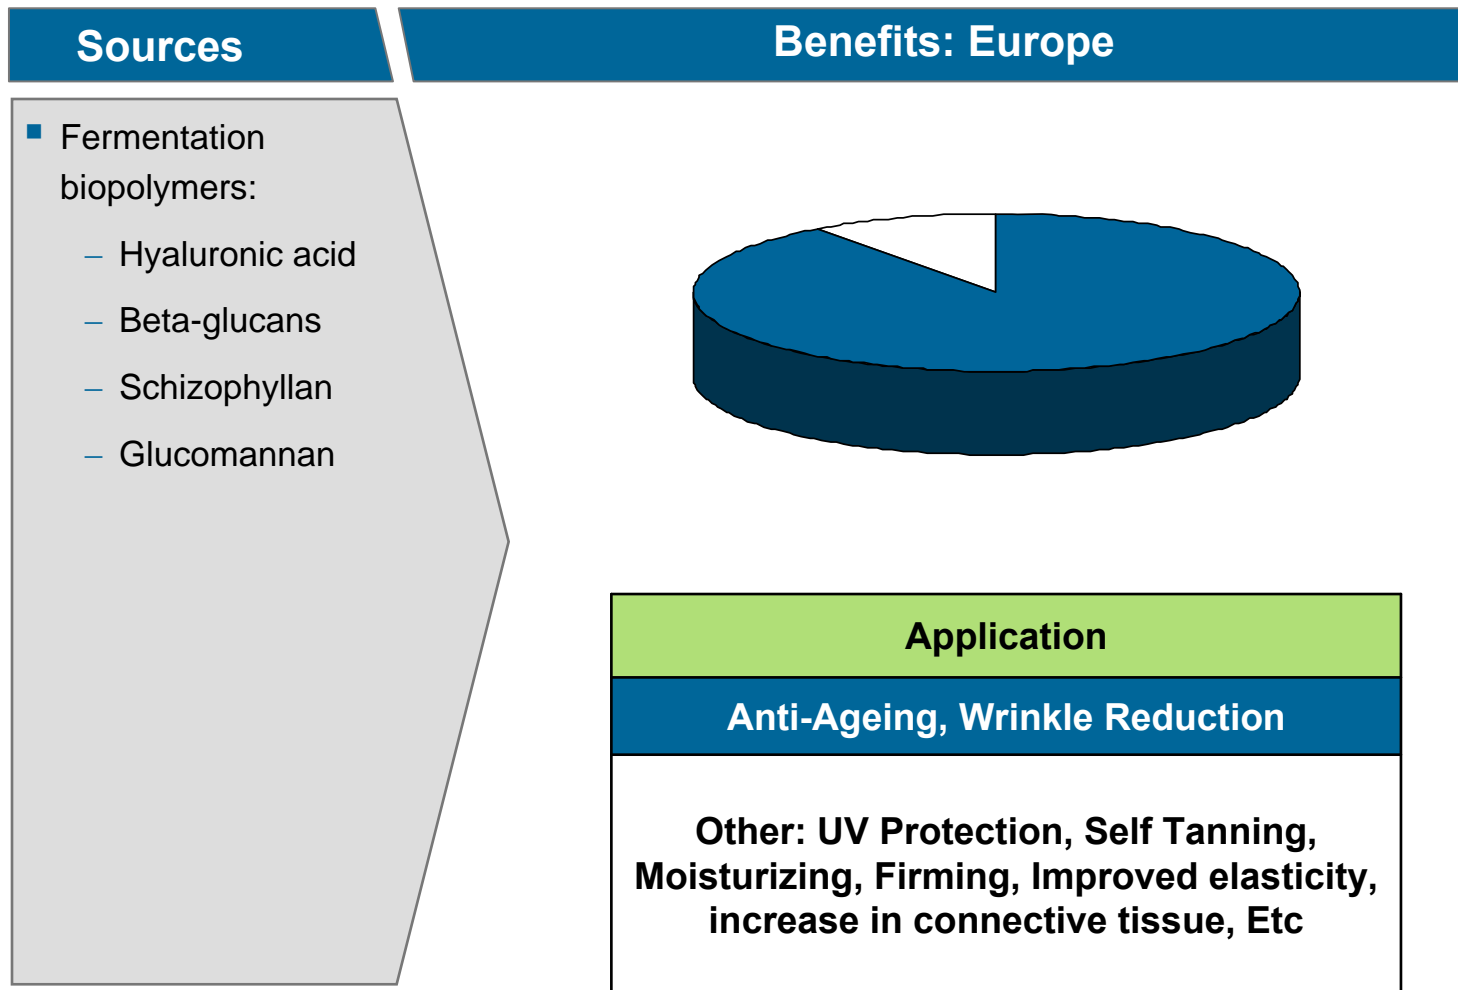 Sources
Benefits: Europe
Fermentation
biopolymers:
– Hyaluronic acid
– Beta-glucans
– Schizophyllan
– Glucomannan
Application
Anti-Ageing, Wrinkle Reduction
Other: UV Protection, Self Tanning,
Moisturizing, Firming, Improved elasticity,
increase in connective tissue, Etc